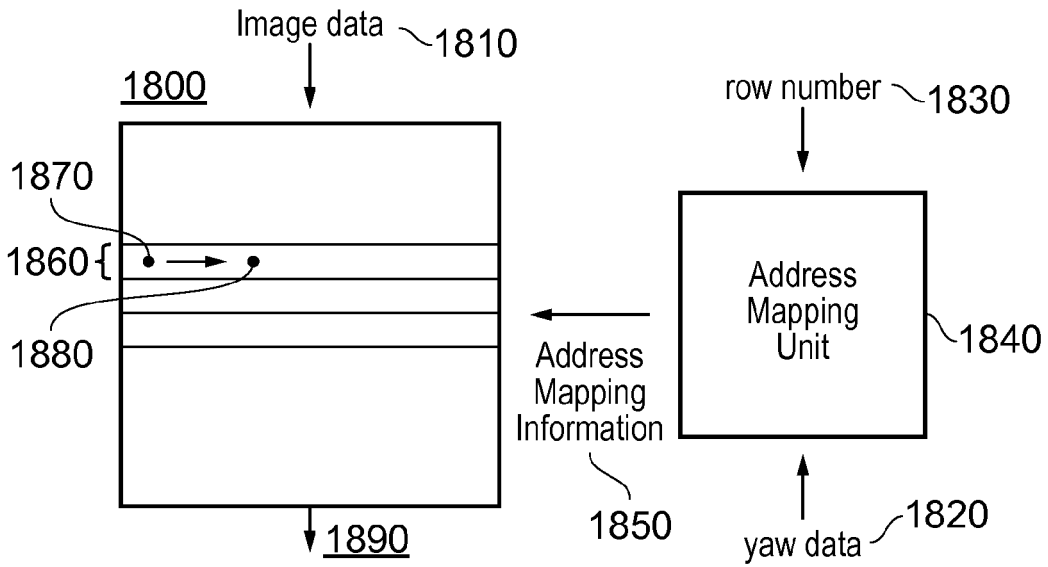 Image data 1810
1800
row number 1830
1870
1860
1880
Address
Mapping
Unit
1840
Address
Mapping
Information
1850
1890
yaw data 1820